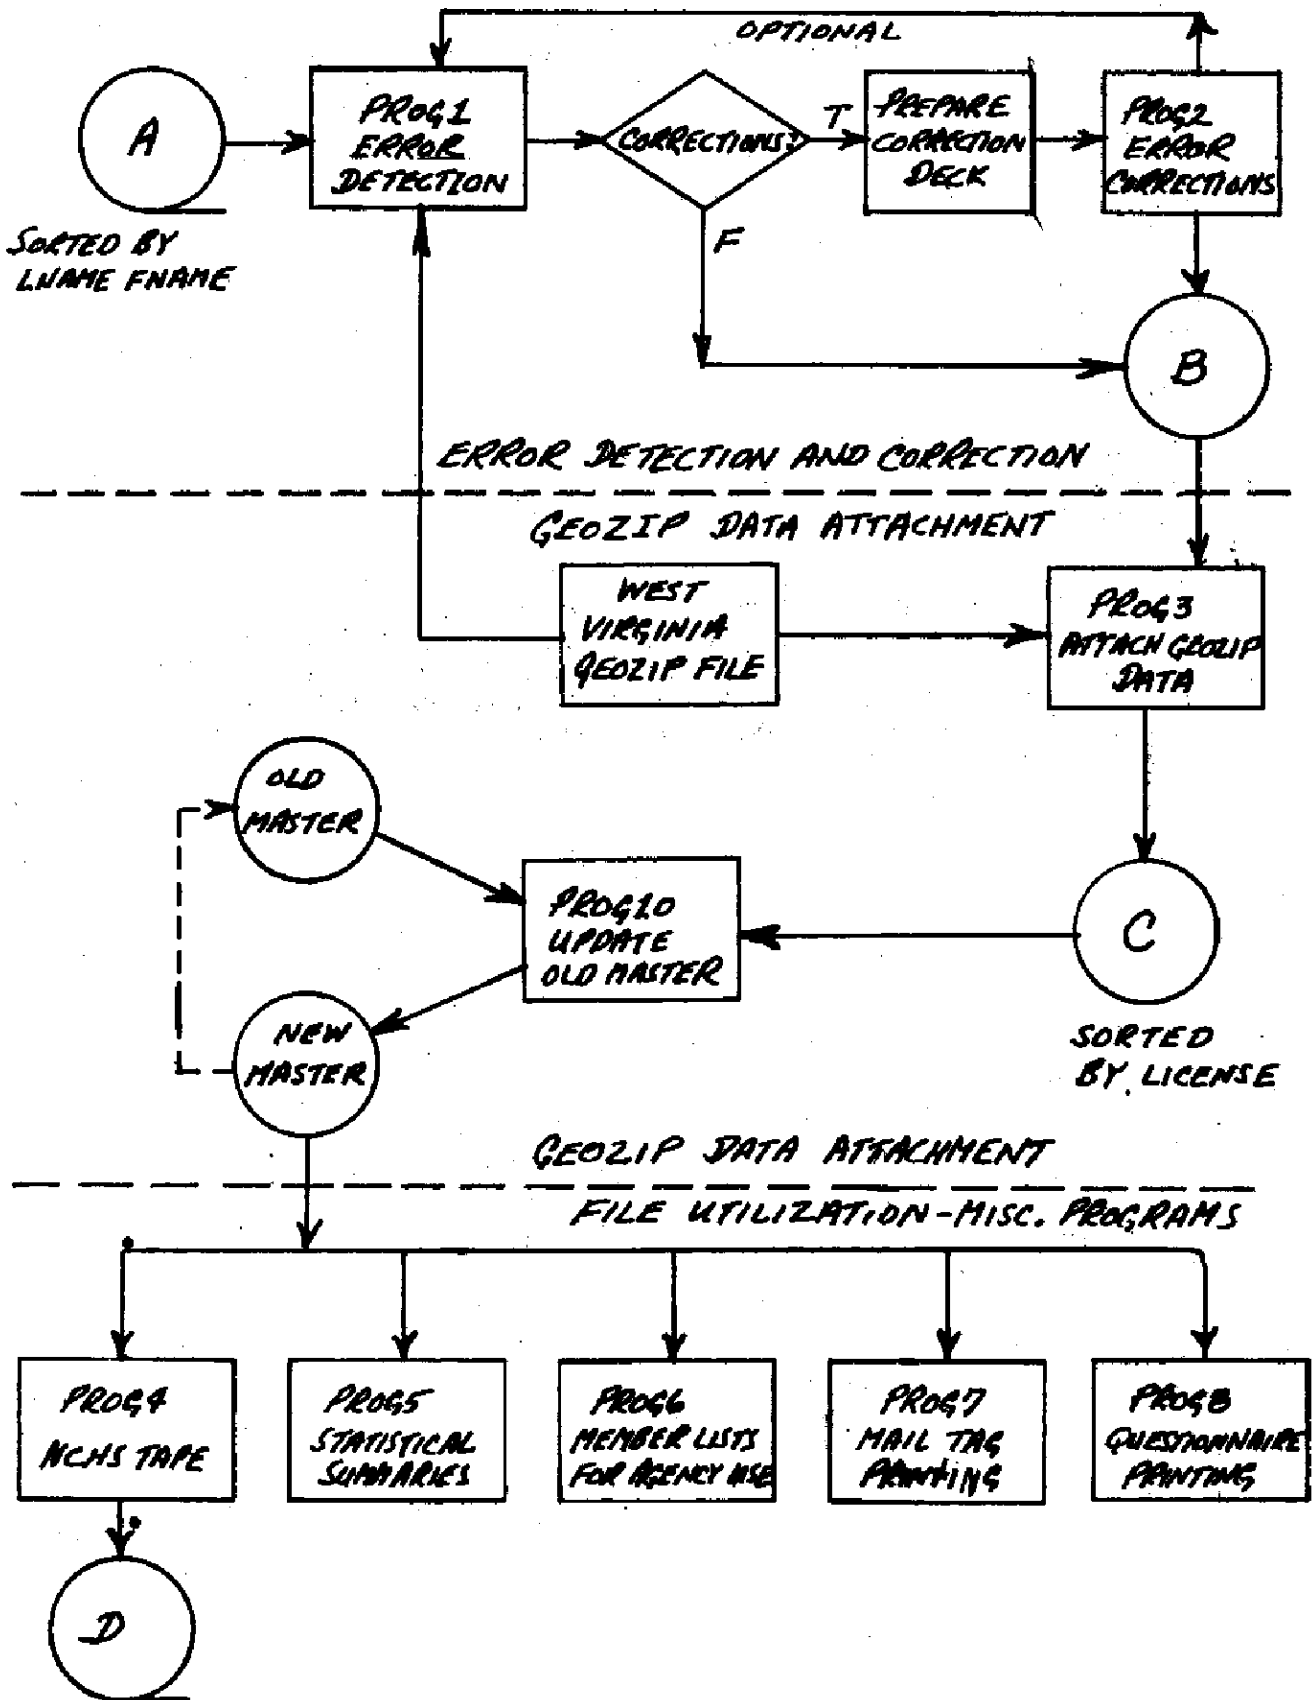 OPTIONAL
A
PROG1
ERROR
DETECTION
CORRECTIONS?
T
PREPARE
CORRECTION
DECK
PROG2
ERROR
CORRECTIONS
SORTED BY
LNAME FNAME
F
B
ERROR DETECTION AND CORRECTION
GEOZIP DATA ATTACHMENT
WEST
VIRGINIA
GEOZIP FILE
PROG3
ATTACH GEOZIP
DATA
OLD
MASTER
PROG10
UPDATE
OLD MASTER
C
NEW
MASTER
SORTED
BY LICENSE
GEOZIP DATA ATTACHMENT
FILE UTILIZATION-MISC. PROGRAMS
PROG4
NCHS TAPE
PROG5
STATISTICAL
SUMMARIES
PROG6
MEMBER LISTS
FOR AGENCY USE
PROG7
MAIL TAG
PRINTING
PROG8
QUESTIONNAIRE
PRINTING
D